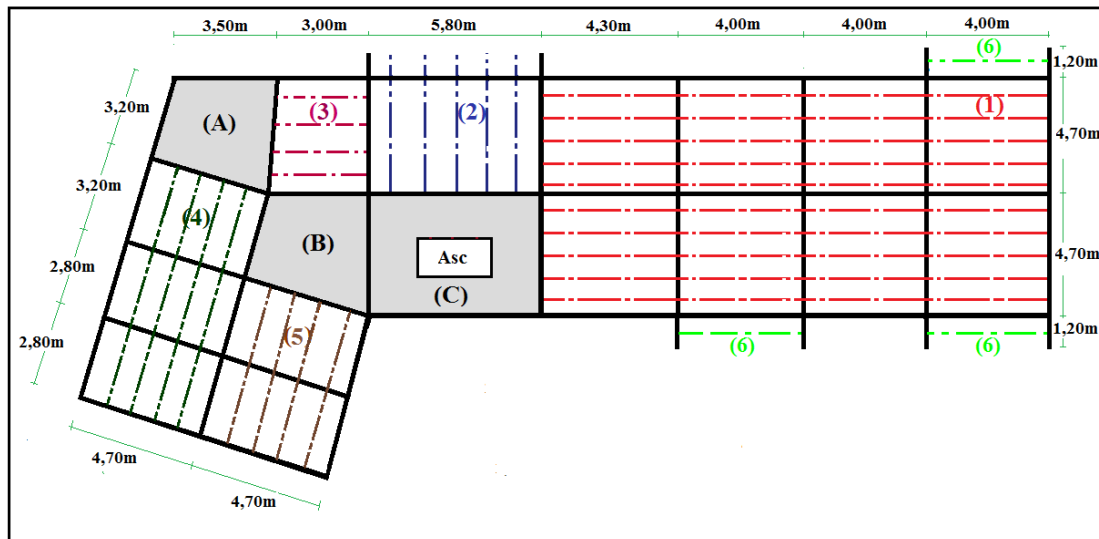 3,50m 3,00m 5,80m 4,30m 4,00m 4,00m 4,00m
(6)
1,20m
3,20m
(A)
(3)
(2)
(1)
4,70m
3,20m
(4)
(B)
Asc
(C)
4,70m
2,80m
(5)
(6)
(6)
1,20m
2,80m
4,70m
4,70m